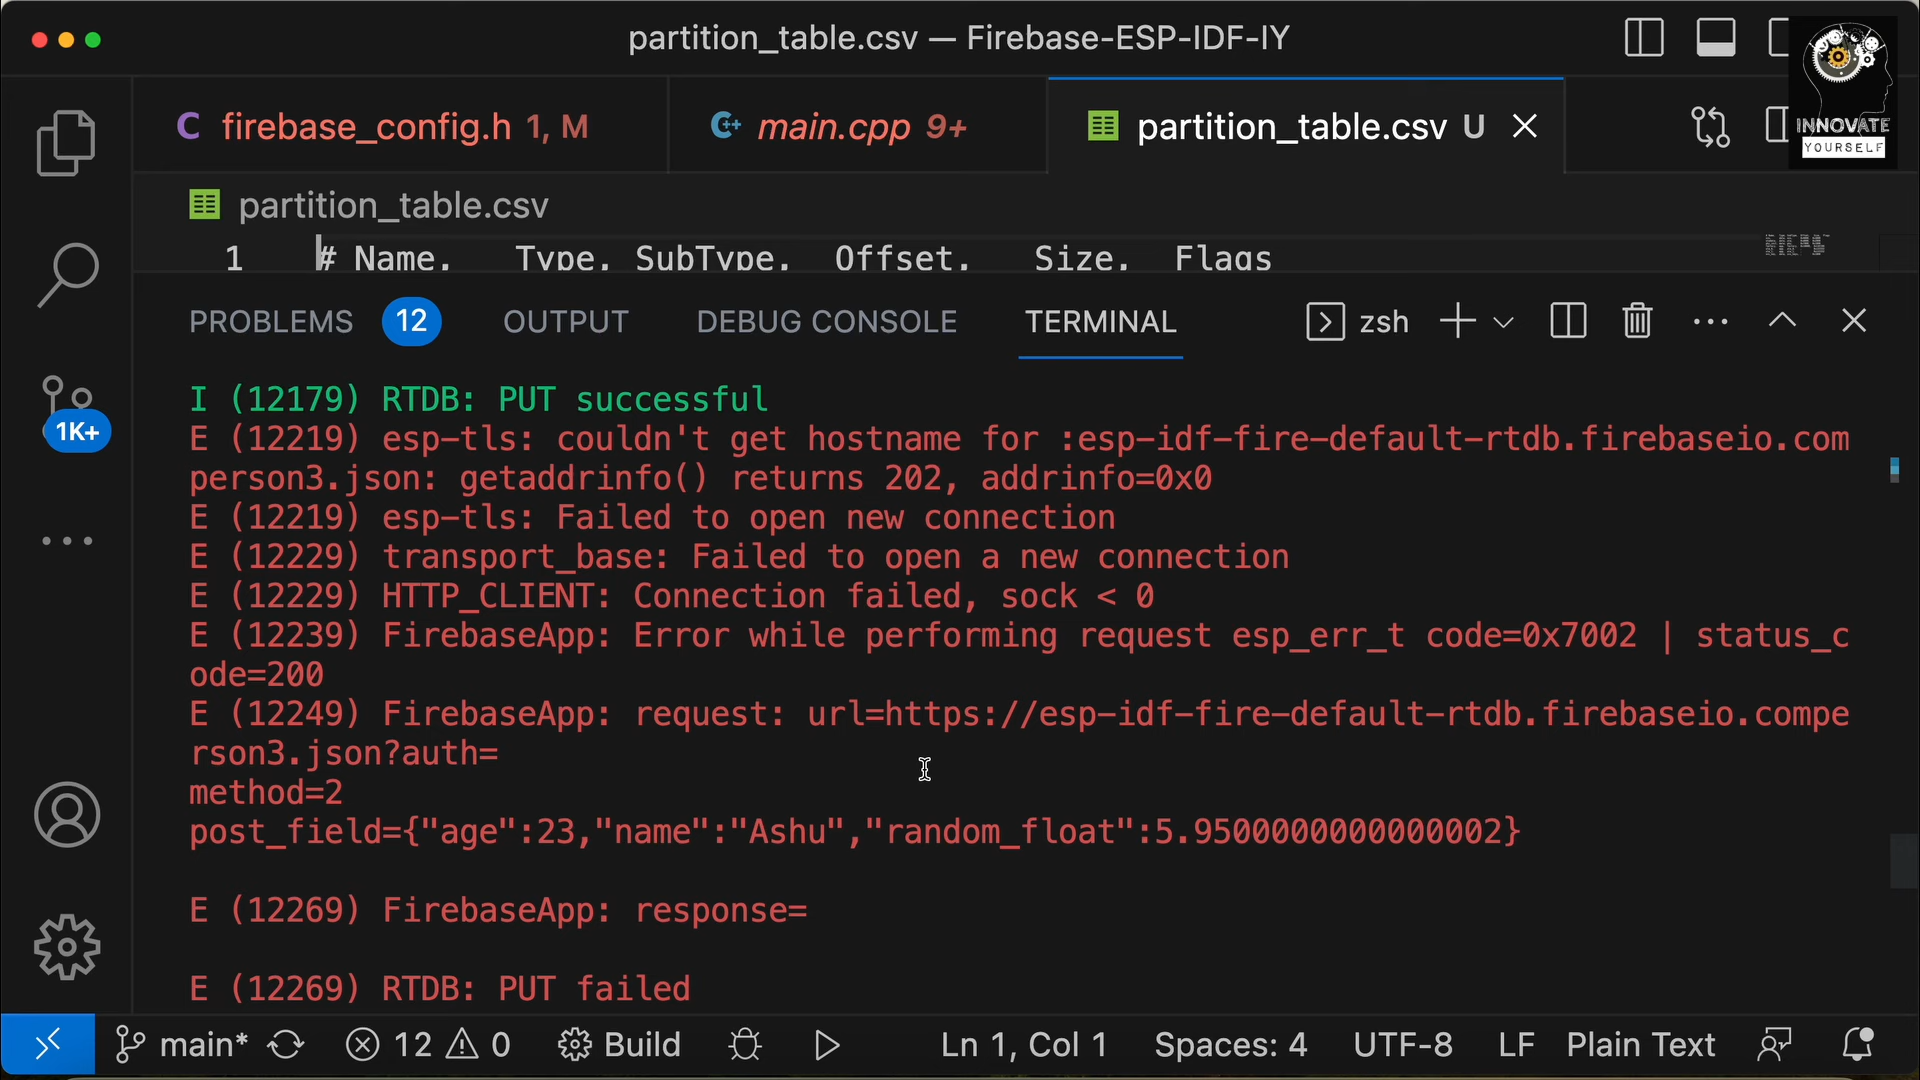 partition_table.csv — Firebase-ESP-IDF-IY
INNOVATE
YOURSELF
firebase_config.h 1, M
main.cpp 9+
partition_table.csv U
partition_table.csv
1 # Name, Type, SubType, Offset, Size, Flags
PROBLEMS 12 OUTPUT DEBUG CONSOLE TERMINAL zsh
I (12179) RTDB: PUT successful
E (12219) esp-tls: couldn't get hostname for :esp-idf-fire-default-rtdb.firebaseio.com
person3.json: getaddrinfo() returns 202, addrinfo=0x0
E (12219) esp-tls: Failed to open new connection
E (12229) transport_base: Failed to open a new connection
E (12229) HTTP_CLIENT: Connection failed, sock < 0
E (12239) FirebaseApp: Error while performing request esp_err_t code=0x7002 | status_c
ode=200
E (12249) FirebaseApp: request: url=https://esp-idf-fire-default-rtdb.firebaseio.compe
rson3.json?auth=
method=2
post_field={"age":23,"name":"Ashu","random_float":5.9500000000000002}
E (12269) FirebaseApp: response=
E (12269) RTDB: PUT failed
1K+
main* 12 0 Build Ln 1, Col 1 Spaces: 4 UTF-8 LF Plain Text